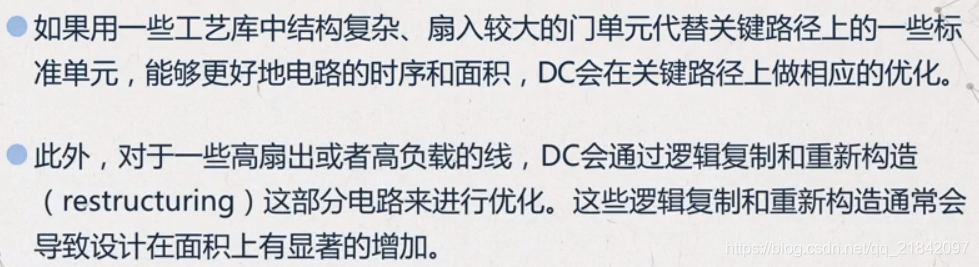 如果用一些工艺库中结构复杂、扇入较大的门单元代替关键路径上的一些标
准单元，能够更好地电路的时序和面积，DC会在关键路径上做相应的优化。
此外，对于一些高扇出或者高负载的线，DC会通过逻辑复制和重新构造
（restructuring）这部分电路来进行优化。这些逻辑复制和重新构造通常会
导致设计在面积上有显著的增加。
https://blog.csdn.net/qq_21842097